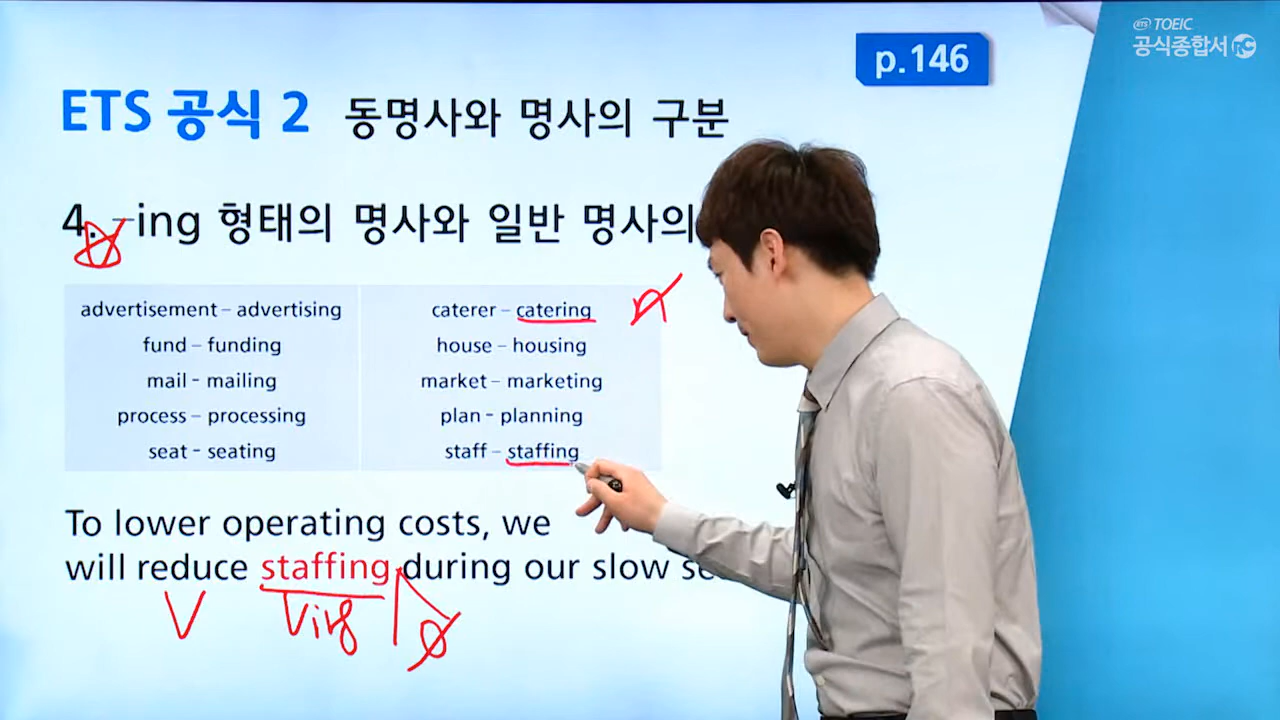 ETS TOEIC
공식종합서 RC
p.146
ETS 공식 2 동명사와 명사의 구분
4. -ing 형태의 명사와 일반 명사의
advertisement – advertising
caterer – catering
fund – funding
house – housing
mail - mailing
market – marketing
process – processing
plan - planning
seat - seating
staff – staffing
To lower operating costs, we
will reduce staffing during our slow
V Ving